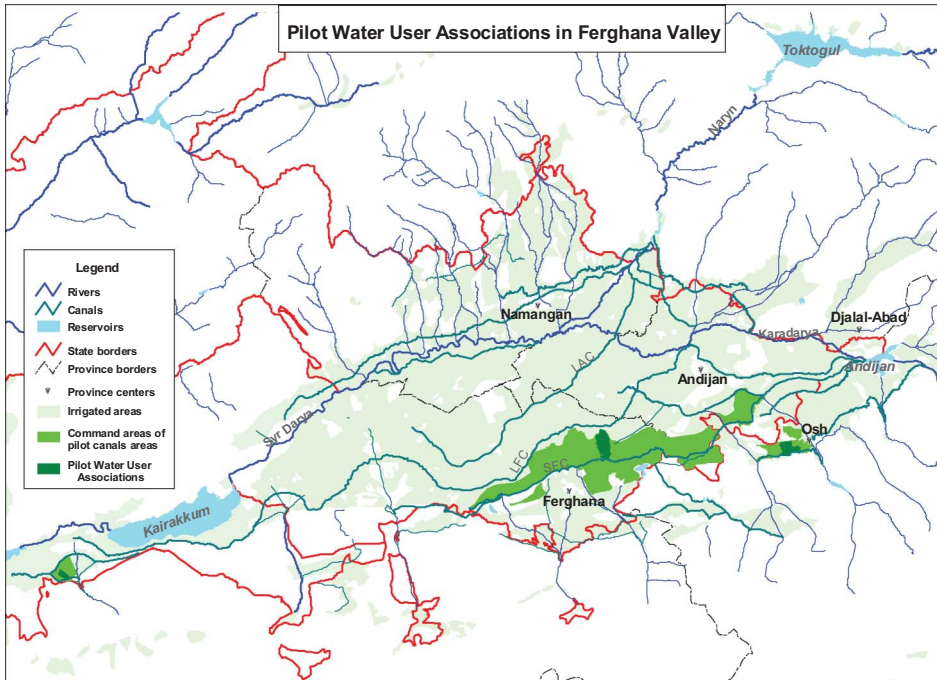 Pilot Water User Associations in Ferghana Valley
Toktogul
Naryn
Legend
Rivers
Canals
Reservoirs
State borders
Province borders
Province centers
Irrigated areas
Command areas of
pilot canals areas
Pilot Water User
Associations
Namangan
Djalal-Abad
Karadarya
Andijan
Andijan
LAC
Syr Darya
Osh
LFC
SFC
Ferghana
Kairakkum